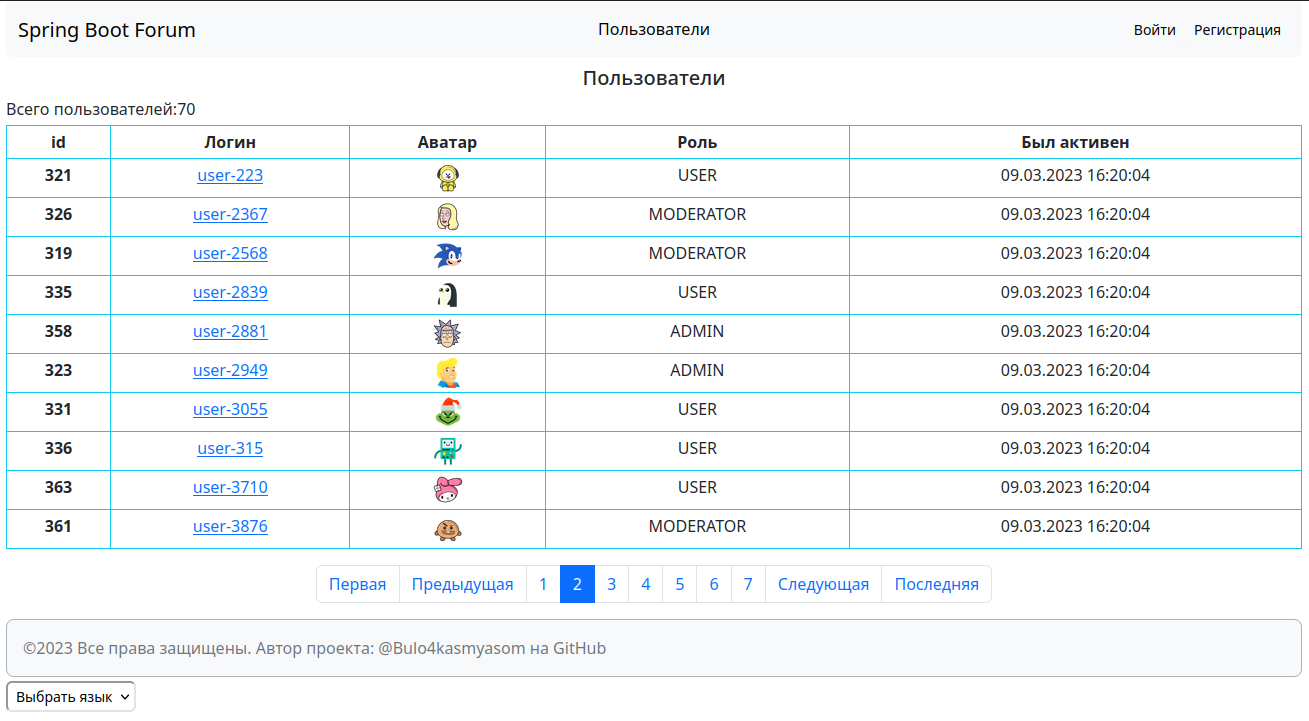 Spring Boot Forum Пользователи Войти Регистрация
Пользователи
Всего пользователей:70
id Логин Аватар Роль Был активен
321 user-223 USER 09.03.2023 16:20:04
326 user-2367 MODERATOR 09.03.2023 16:20:04
319 user-2568 MODERATOR 09.03.2023 16:20:04
335 user-2839 USER 09.03.2023 16:20:04
358 user-2881 ADMIN 09.03.2023 16:20:04
323 user-2949 ADMIN 09.03.2023 16:20:04
331 user-3055 USER 09.03.2023 16:20:04
336 user-315 USER 09.03.2023 16:20:04
363 user-3710 USER 09.03.2023 16:20:04
361 user-3876 MODERATOR 09.03.2023 16:20:04
Первая Предыдущая 1 2 3 4 5 6 7 Следующая Последняя
©2023 Все права защищены. Автор проекта: @Bulo4kasmyasom на GitHub
Выбрать язык